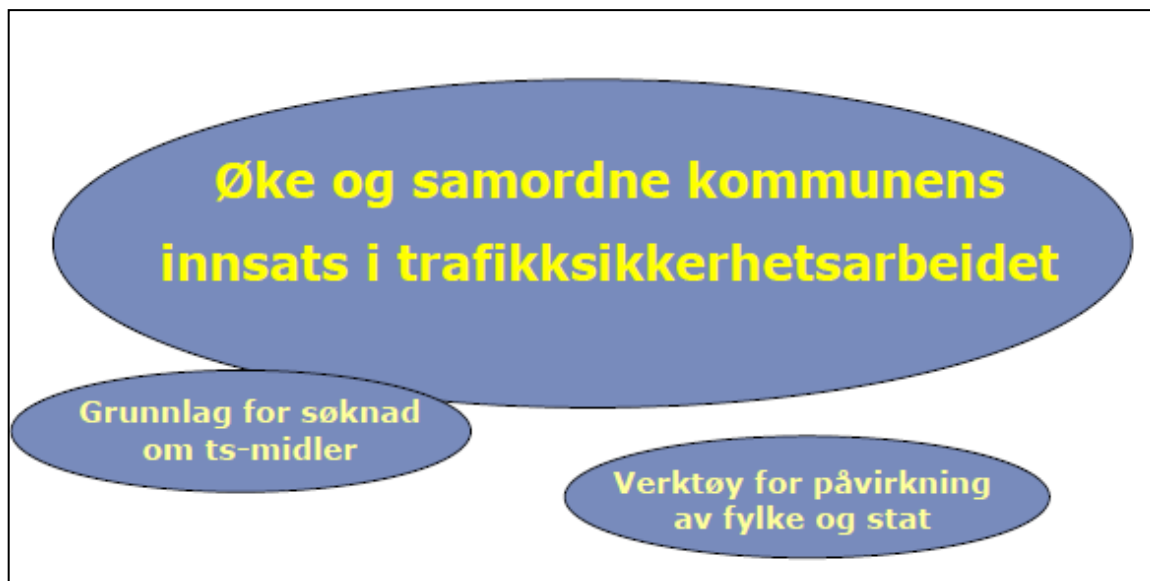 Øke og samordne kommunens
innsats i trafikksikkerhetsarbeidet
Grunnlag for søknad
om ts-midler
Verktøy for påvirkning
av fylke og stat